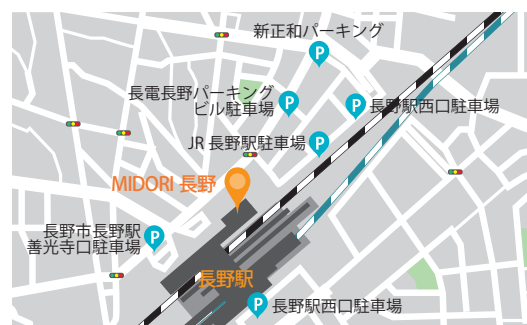 新正和パーキング
P
長電長野パーキング
ビル駐車場
P
P
長野駅西口駐車場
JR 長野駅駐車場
P
MIDORI 長野
長野市長野駅
善光寺口駐車場
P
長野駅
P
長野駅西口駐車場